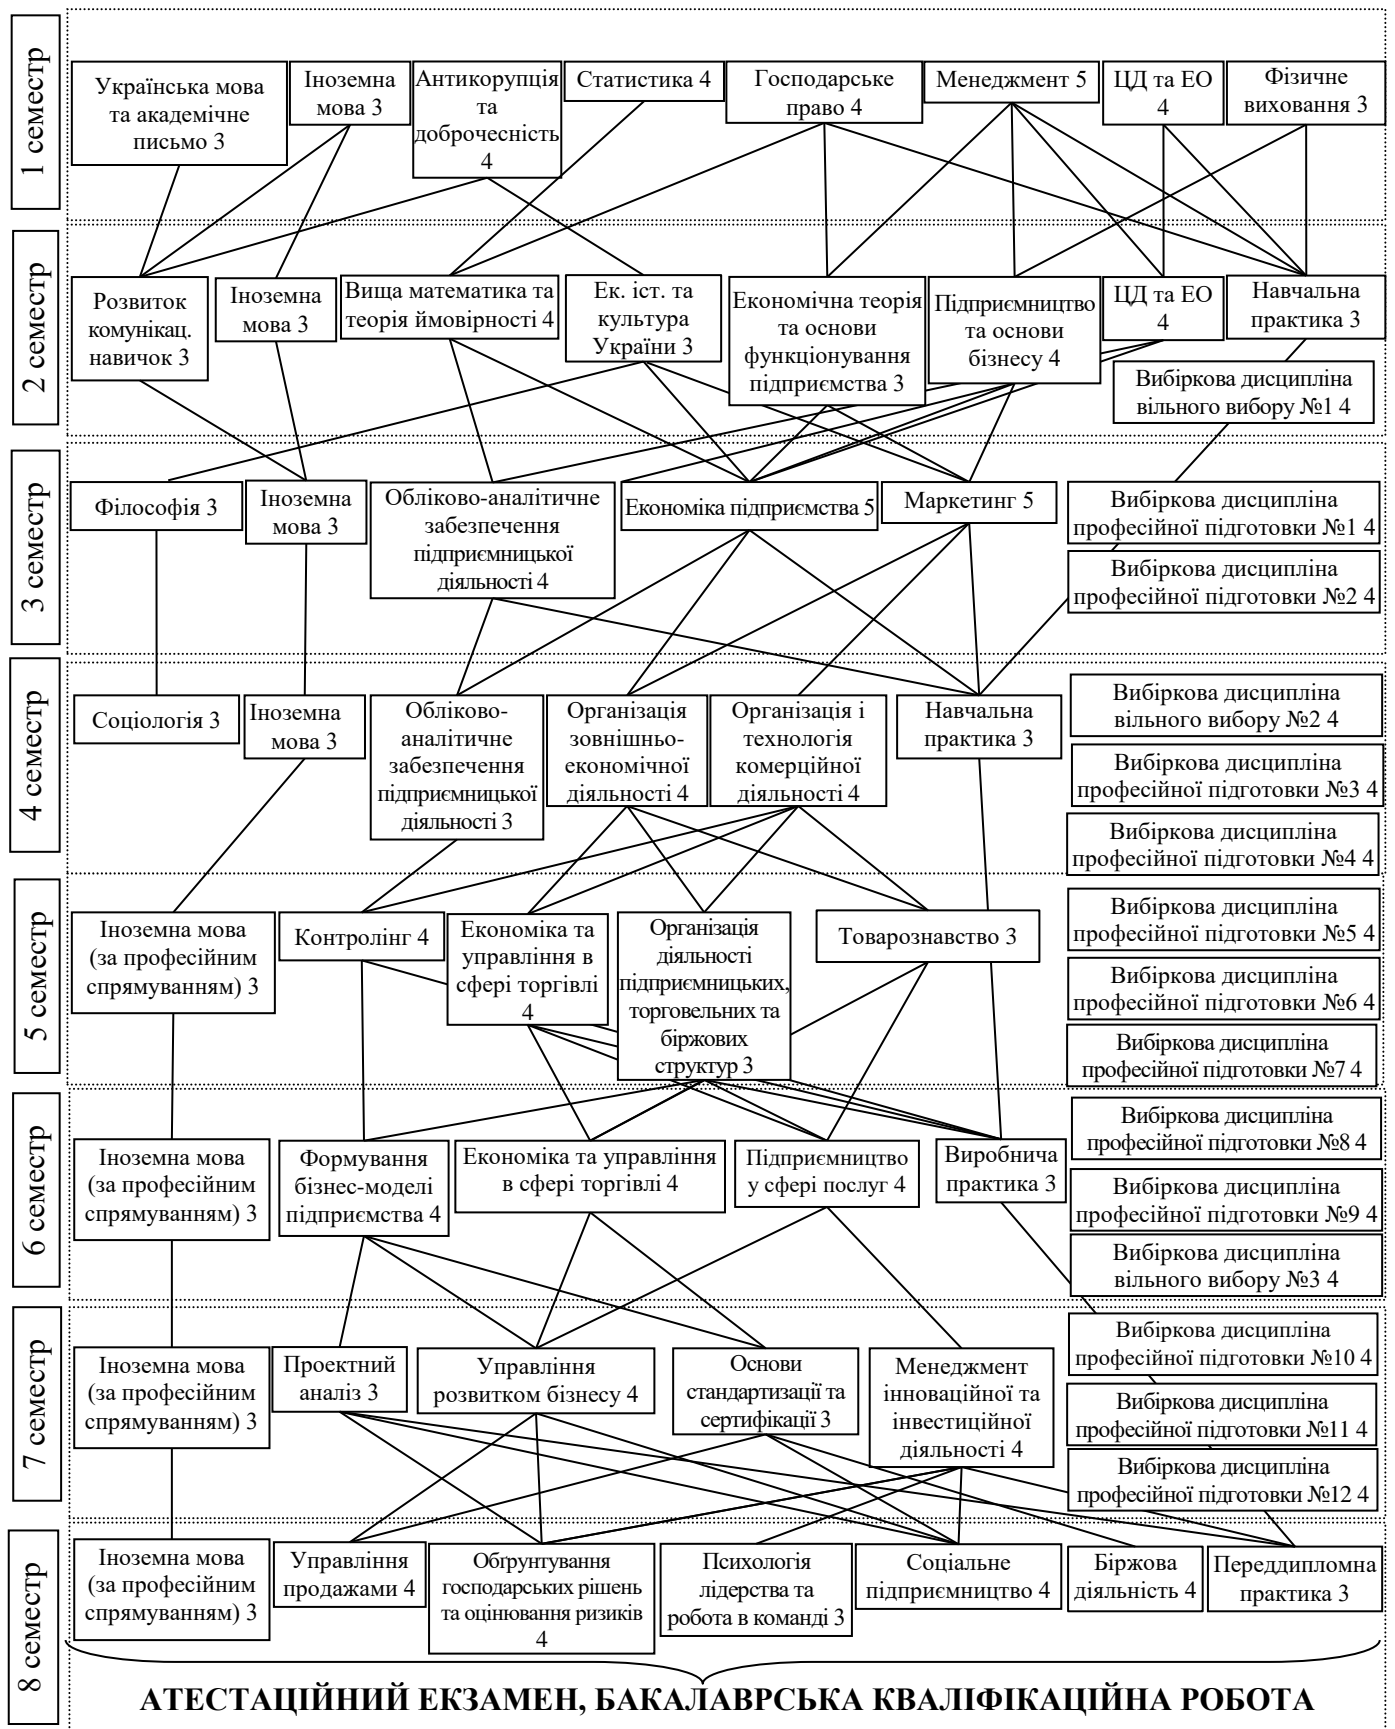 1 семестр
Українська мова
та академічне
письмо 3
Іноземна
мова 3
Антикорупція
та
доброчесність
4
Статистика 4
Господарське
право 4
Менеджмент 5
ЦД та ЕО
4
Фізичне
виховання 3
2 семестр
Розвиток
комунікац.
навичок 3
Іноземна
мова 3
Вища математика та
теорія ймовірності 4
Ек. іст. та
культура
України 3
Економічна теорія
та основи
функціонування
підприємства 3
Підприємництво
та основи
бізнесу 4
ЦД та ЕО
4
Навчальна
практика 3
Вибіркова дисципліна
вільного вибору №1 4
3 семестр
Філософія 3
Іноземна
мова 3
Обліково-аналітичне
забезпечення
підприємницької
діяльності 4
Економіка підприємства 5
Маркетинг 5
Вибіркова дисципліна
професійної підготовки №1 4
Вибіркова дисципліна
професійної підготовки №2 4
4 семестр
Соціологія 3
Іноземна
мова 3
Обліково-
аналітичне
забезпечення
підприємницької
діяльності 3
Організація
зовнішньо-
економічної
діяльності 4
Організація і
технологія
комерційної
діяльності 4
Навчальна
практика 3
Вибіркова дисципліна
вільного вибору №2 4
Вибіркова дисципліна
професійної підготовки №3 4
Вибіркова дисципліна
професійної підготовки №4 4
5 семестр
Іноземна мова
(за професійним
спрямуванням) 3
Контролінг 4
Економіка та
управління в
сфері торгівлі
4
Організація
діяльності
підприємницьких,
торговельних та
біржових
структур 3
Товарознавство 3
Вибіркова дисципліна
професійної підготовки №5 4
Вибіркова дисципліна
професійної підготовки №6 4
Вибіркова дисципліна
професійної підготовки №7 4
6 семестр
Іноземна мова
(за професійним
спрямуванням) 3
Формування
бізнес-моделі
підприємства 4
Економіка та управління
в сфері торгівлі 4
Підприємництво
у сфері послуг 4
Виробнича
практика 3
Вибіркова дисципліна
професійної підготовки №8 4
Вибіркова дисципліна
професійної підготовки №9 4
Вибіркова дисципліна
вільного вибору №3 4
7 семестр
Іноземна мова
(за професійним
спрямуванням) 3
Проектний
аналіз 3
Управління
розвитком бізнесу 4
Основи
стандартизації та
сертифікації 3
Менеджмент
інноваційної та
інвестиційної
діяльності 4
Вибіркова дисципліна
професійної підготовки №10 4
Вибіркова дисципліна
професійної підготовки №11 4
Вибіркова дисципліна
професійної підготовки №12 4
8 семестр
Іноземна мова
(за професійним
спрямуванням) 3
Управління
продажами 4
Обґрунтування
господарських рішень
та оцінювання ризиків
4
Психологія
лідерства та
робота в команді 3
Соціальне
підприємництво 4
Біржова
діяльність 4
Переддипломна
практика 3
АТЕСТАЦІЙНИЙ ЕКЗАМЕН, БАКАЛАВРСЬКА КВАЛІФІКАЦІЙНА РОБОТА